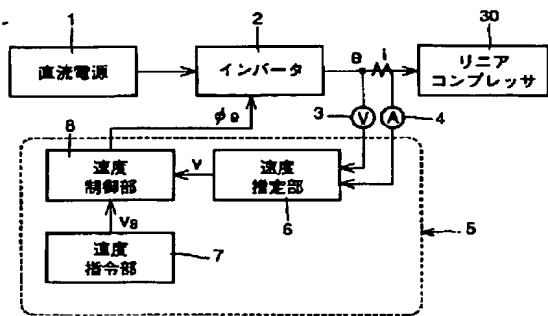 1
2
30
直流電源
インバータ
e
i
リニア
コンプレッサ
φe
3
V
A
4
8
速度
制御部
v
速度
推定部
6
5
vs
速度
指令部
7